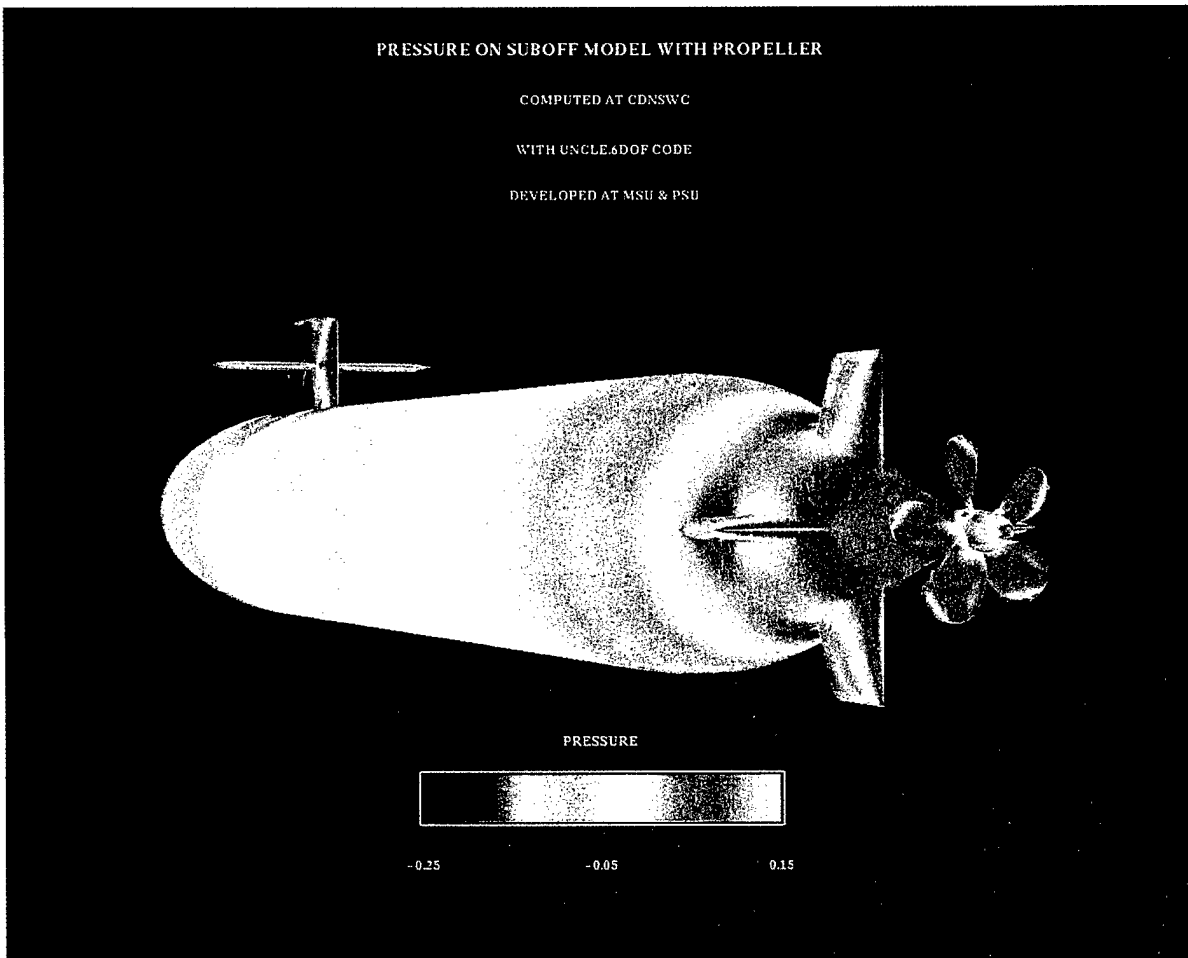 PRESSURE ON SUBOFF MODEL WITH PROPELLER
COMPUTED AT CDNSWC
WITH UNCLE.6DOF CODE
DEVELOPED AT MSU & PSU
PRESSURE
-0.25 -0.05 0.15